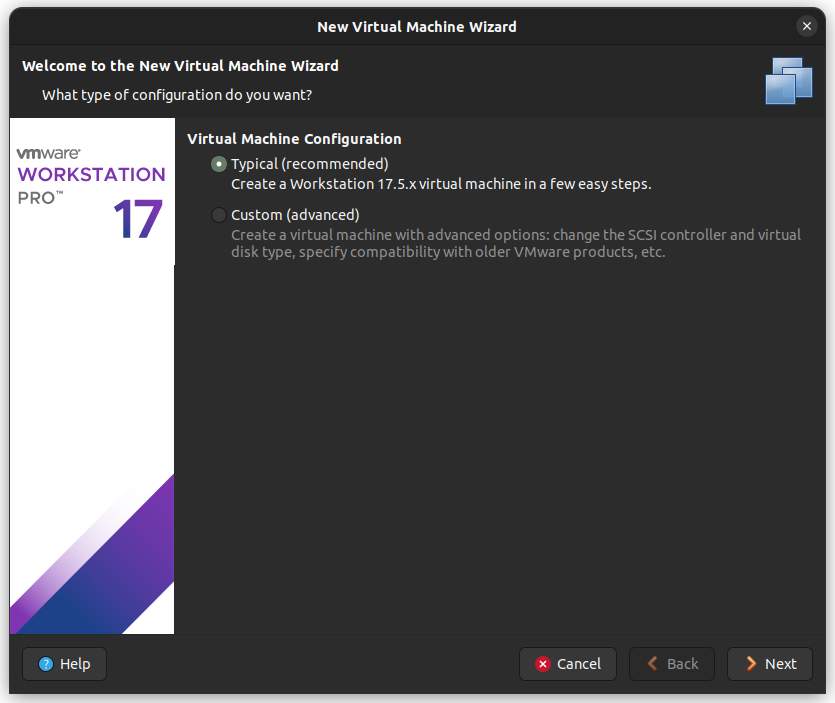 New Virtual Machine Wizard
Welcome to the New Virtual Machine Wizard
What type of configuration do you want?
vmware®
WORKSTATION
PRO™
17
Virtual Machine Configuration
Typical (recommended)
Create a Workstation 17.5.x virtual machine in a few easy steps.
Custom (advanced)
Create a virtual machine with advanced options: change the SCSI controller and virtual
disk type, specify compatibility with older VMware products, etc.
Help
Cancel
Back
Next